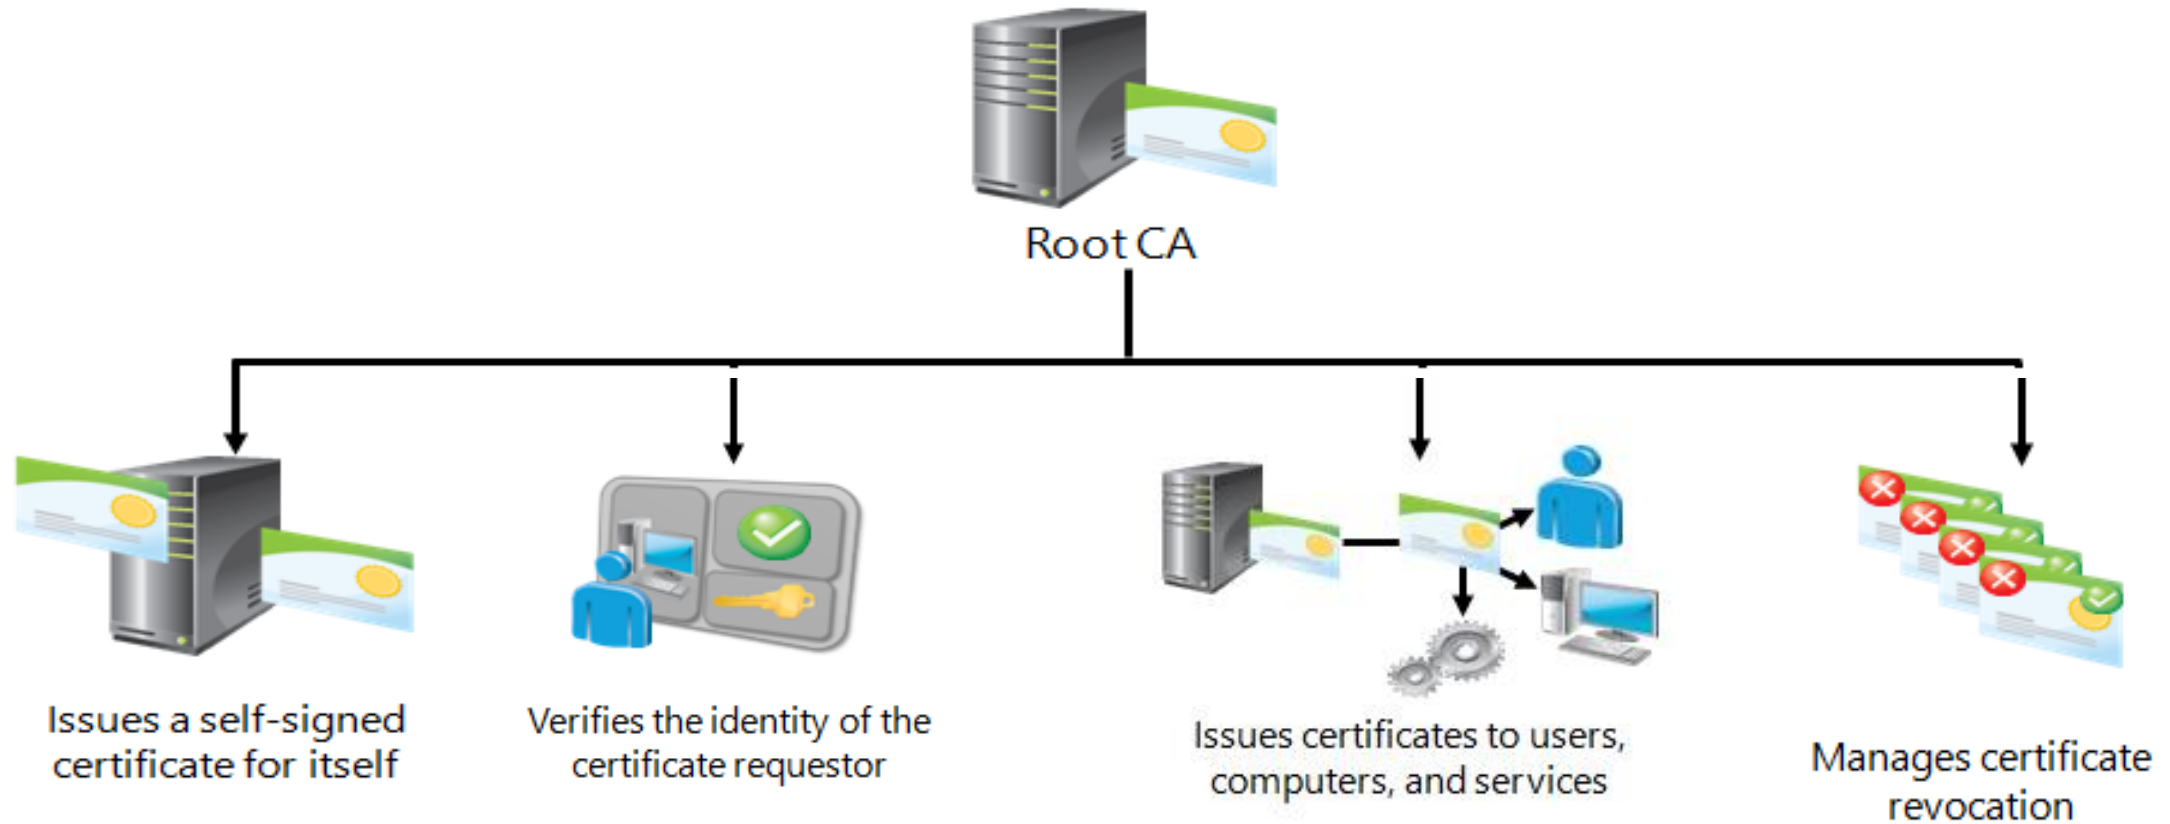 Root CA
Issues a self-signed
certificate for itself
Verifies the identity of the
certificate requestor
Issues certificates to users,
computers, and services
Manages certificate
revocation